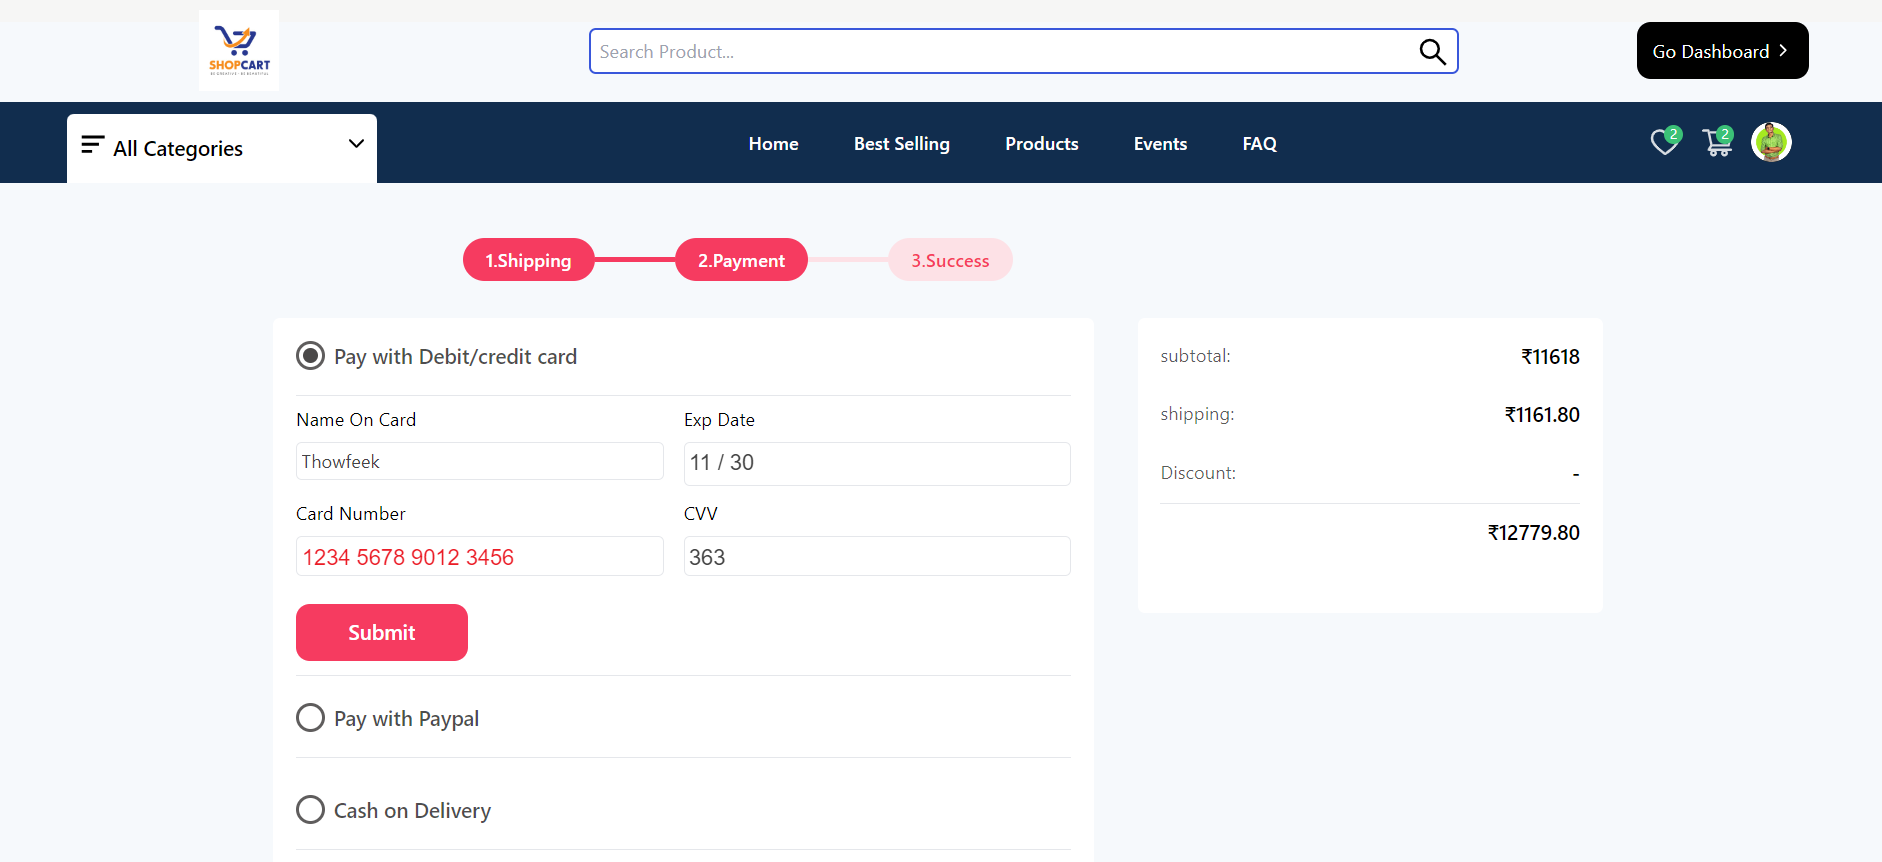 SHOPCART
Search Product...
Go Dashboard
All Categories
Home
Best Selling
Products
Events
FAQ
2
2
1.Shipping
2.Payment
3.Success
Pay with Debit/credit card
Name On Card
Exp Date
Thowfeek
11 / 30
Card Number
CVV
1234 5678 9012 3456
363
Submit
Pay with Paypal
Cash on Delivery
subtotal:
₹11618
shipping:
₹1161.80
Discount:
-
₹12779.80